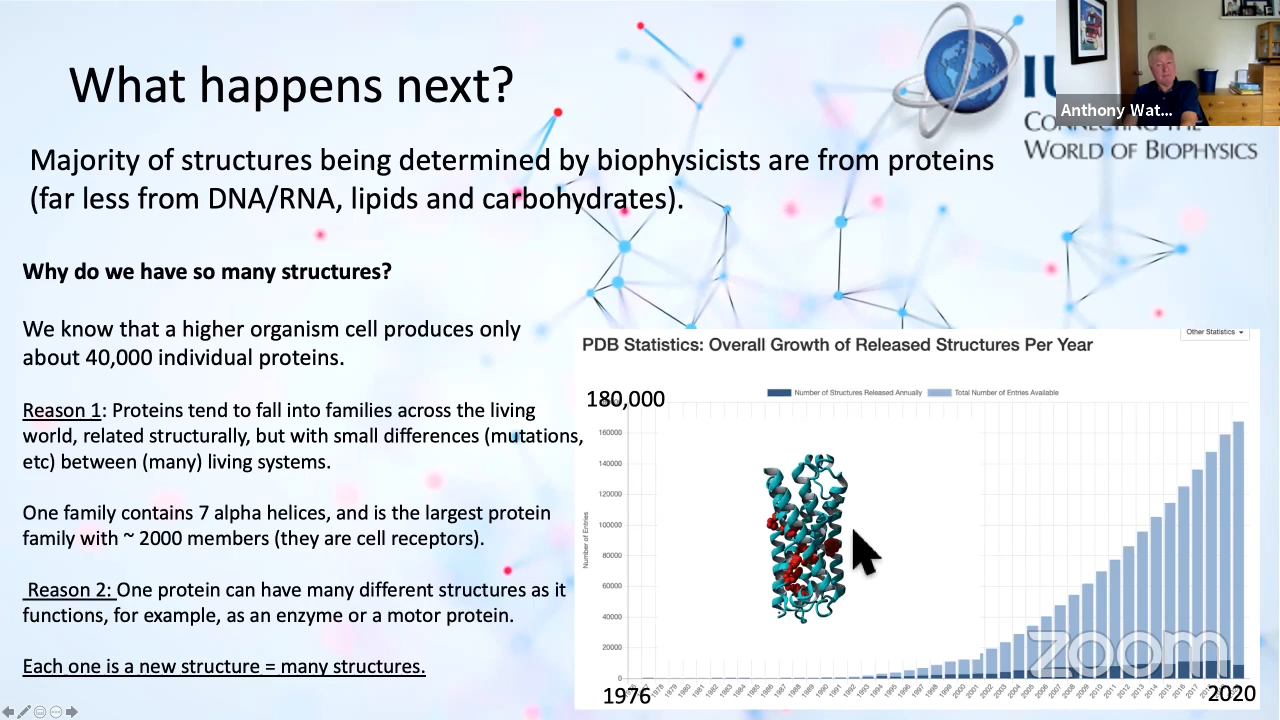 What happens next?
Anthony Wat...
IU
CONNECTING THE
WORLD OF BIOPHYSICS
Majority of structures being determined by biophysicists are from proteins
(far less from DNA/RNA, lipids and carbohydrates).
Why do we have so many structures?
We know that a higher organism cell produces only
about 40,000 individual proteins.
Reason 1: Proteins tend to fall into families across the living
world, related structurally, but with small differences (mutations,
etc) between (many) living systems.
One family contains 7 alpha helices, and is the largest protein
family with ~ 2000 members (they are cell receptors).
Reason 2: One protein can have many different structures as it
functions, for example, as an enzyme or a motor protein.
Each one is a new structure = many structures.
Other Statistics
PDB Statistics: Overall Growth of Released Structures Per Year
180,000
Number of Structures Released Annually Total Number of Entries Available
160000
140000
120000
100000
80000
60000
40000
20000
0
Number of Entries
1976
2020
zoom